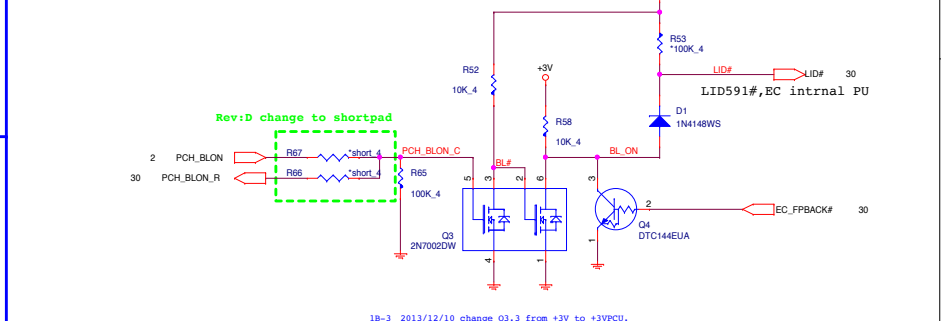 R53
*100K_4
R52
10K_4
+3V
LID#
LID#
30
LID591#,EC intrnal PU
D1
1N4148WS
Rev:D change to shortpad
R58
10K_4
2
PCH_BLON
R67
*short_4
PCH_BLON_C
BL_ON
BL#
30
PCH_BLON_R
R66
*short_4
R65
100K_4
5
3
2
6
3
2
EC_FPBACK#
30
Q4
DTC144EUA
Q3
2N7002DW
4
1
1
1B-3 2013/12/10 change Q3.3 from +3V to +3VPCU.